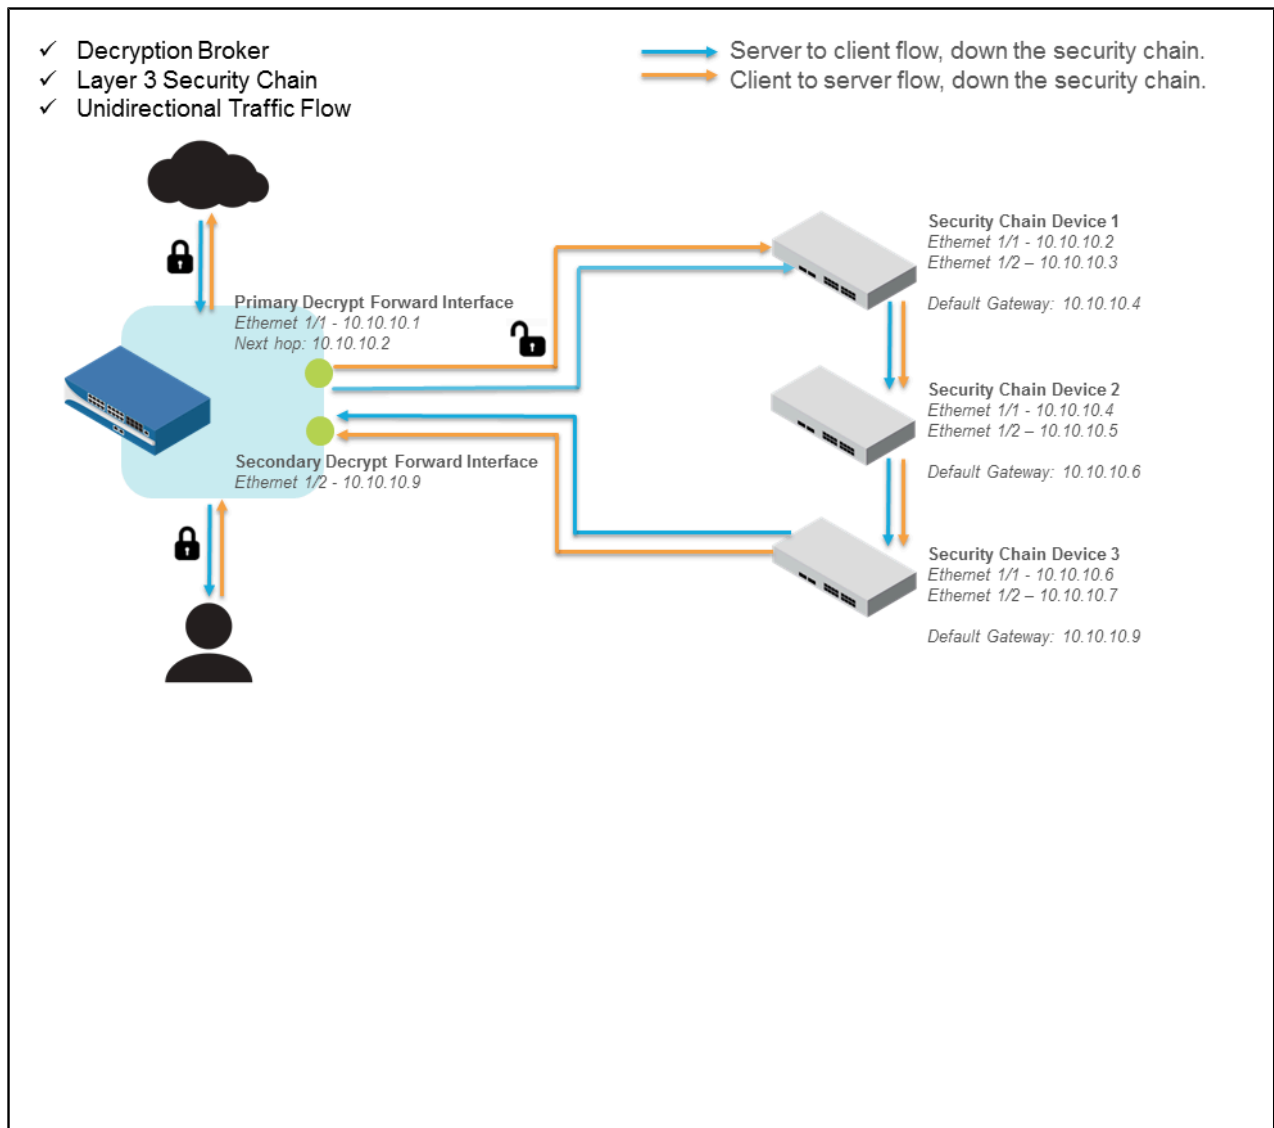 ✓ Decryption Broker
✓ Layer 3 Security Chain
✓ Unidirectional Traffic Flow
Server to client flow, down the security chain.
Client to server flow, down the security chain.
Primary Decrypt Forward Interface
Ethernet 1/1 - 10.10.10.1
Next hop: 10.10.10.2
Secondary Decrypt Forward Interface
Ethernet 1/2 - 10.10.10.9
Security Chain Device 1
Ethernet 1/1 - 10.10.10.2
Ethernet 1/2 – 10.10.10.3
Default Gateway: 10.10.10.4
Security Chain Device 2
Ethernet 1/1 - 10.10.10.4
Ethernet 1/2 – 10.10.10.5
Default Gateway: 10.10.10.6
Security Chain Device 3
Ethernet 1/1 - 10.10.10.6
Ethernet 1/2 – 10.10.10.7
Default Gateway: 10.10.10.9